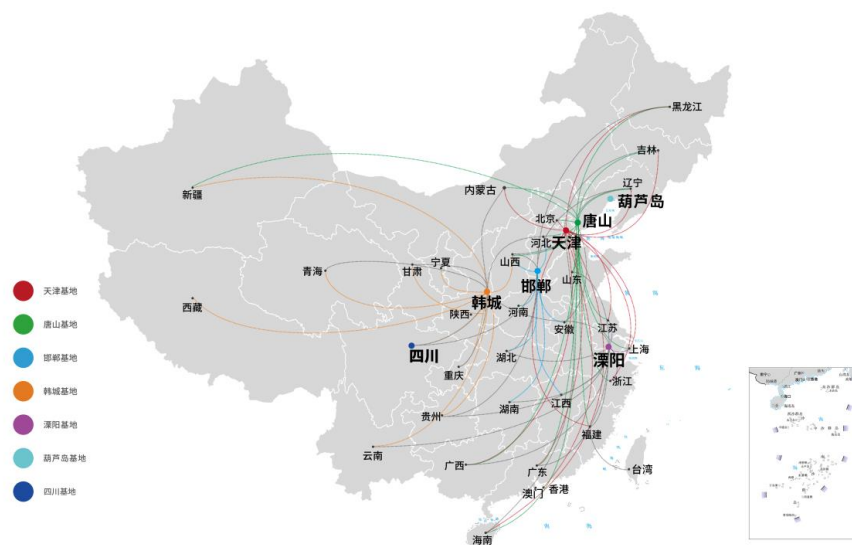 黑龙江
吉林
辽宁
葫芦岛
内蒙古
新疆
北京
唐山
天津
河北
山西
宁夏
甘肃
青海
山东
邯郸
韩城
西藏
陕西
河南
安徽
江苏
四川
湖北
溧阳
上海
重庆
浙江
湖南
江西
贵州
福建
云南
广西
广东
台湾
澳门
香港
海南
天津基地
唐山基地
邯郸基地
韩城基地
溧阳基地
葫芦岛基地
四川基地